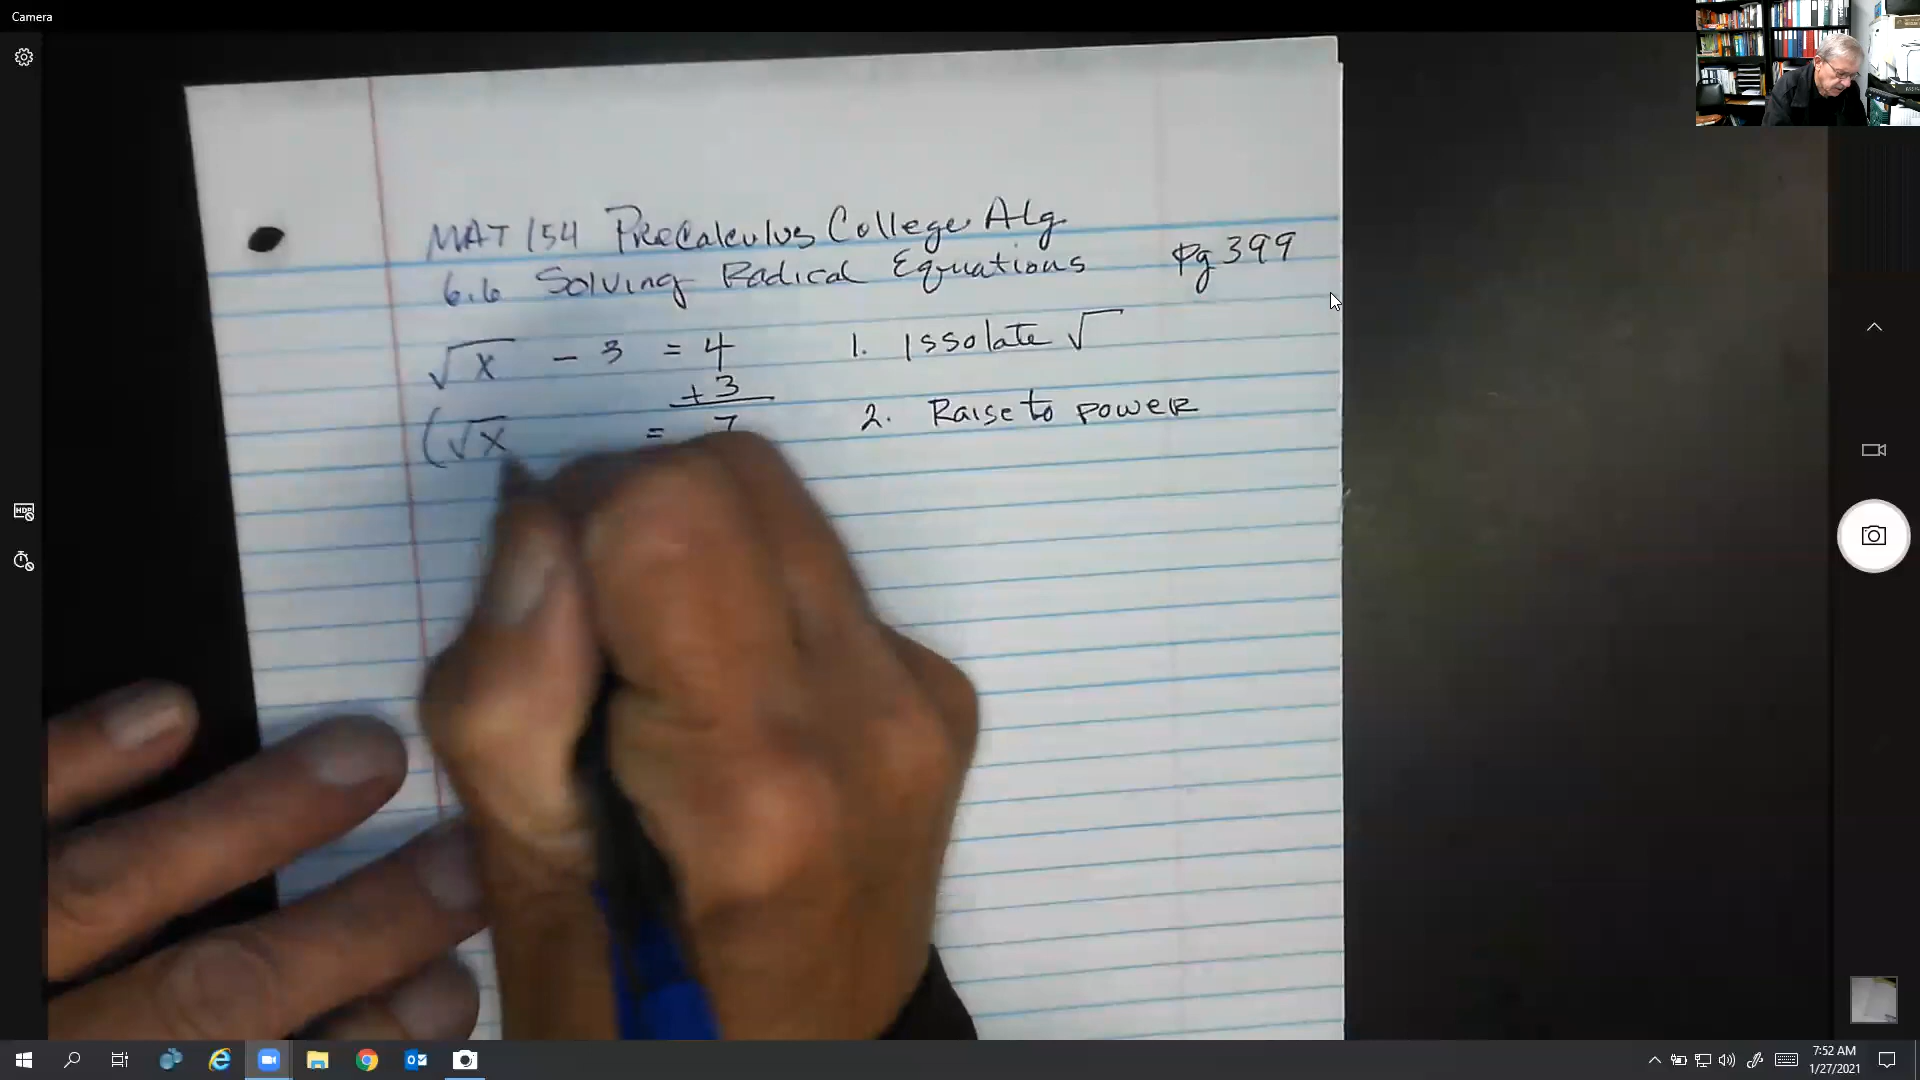 Camera
MAT 154 Precalculus College Alg
6.6 Solving Radical Equations pg 399
√x - 3 = 4 1. Issolate √
+3
(√x = 7 2. Raise to power
7:52 AM
1/27/2021